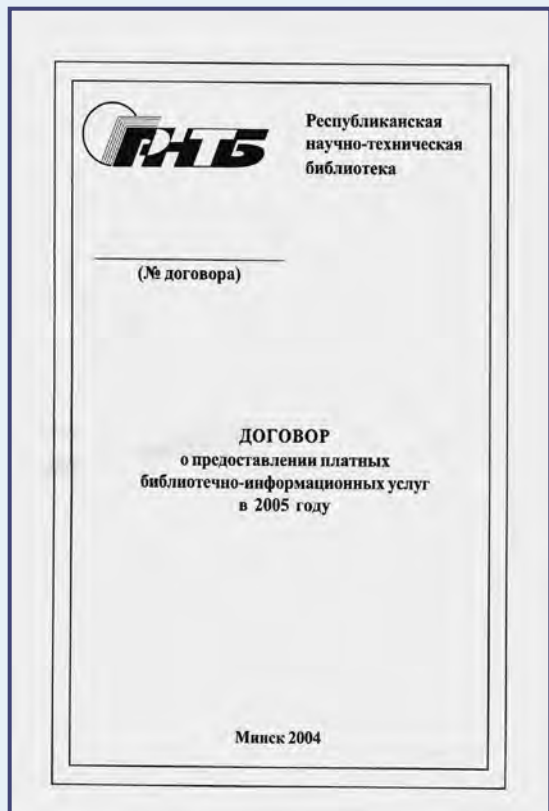 РНТБ
Республиканская
научно-техническая
библиотека
(№ договора)
ДОГОВОР
о предоставлении платных
библиотечно-информационных услуг
в 2005 году
Минск 2004